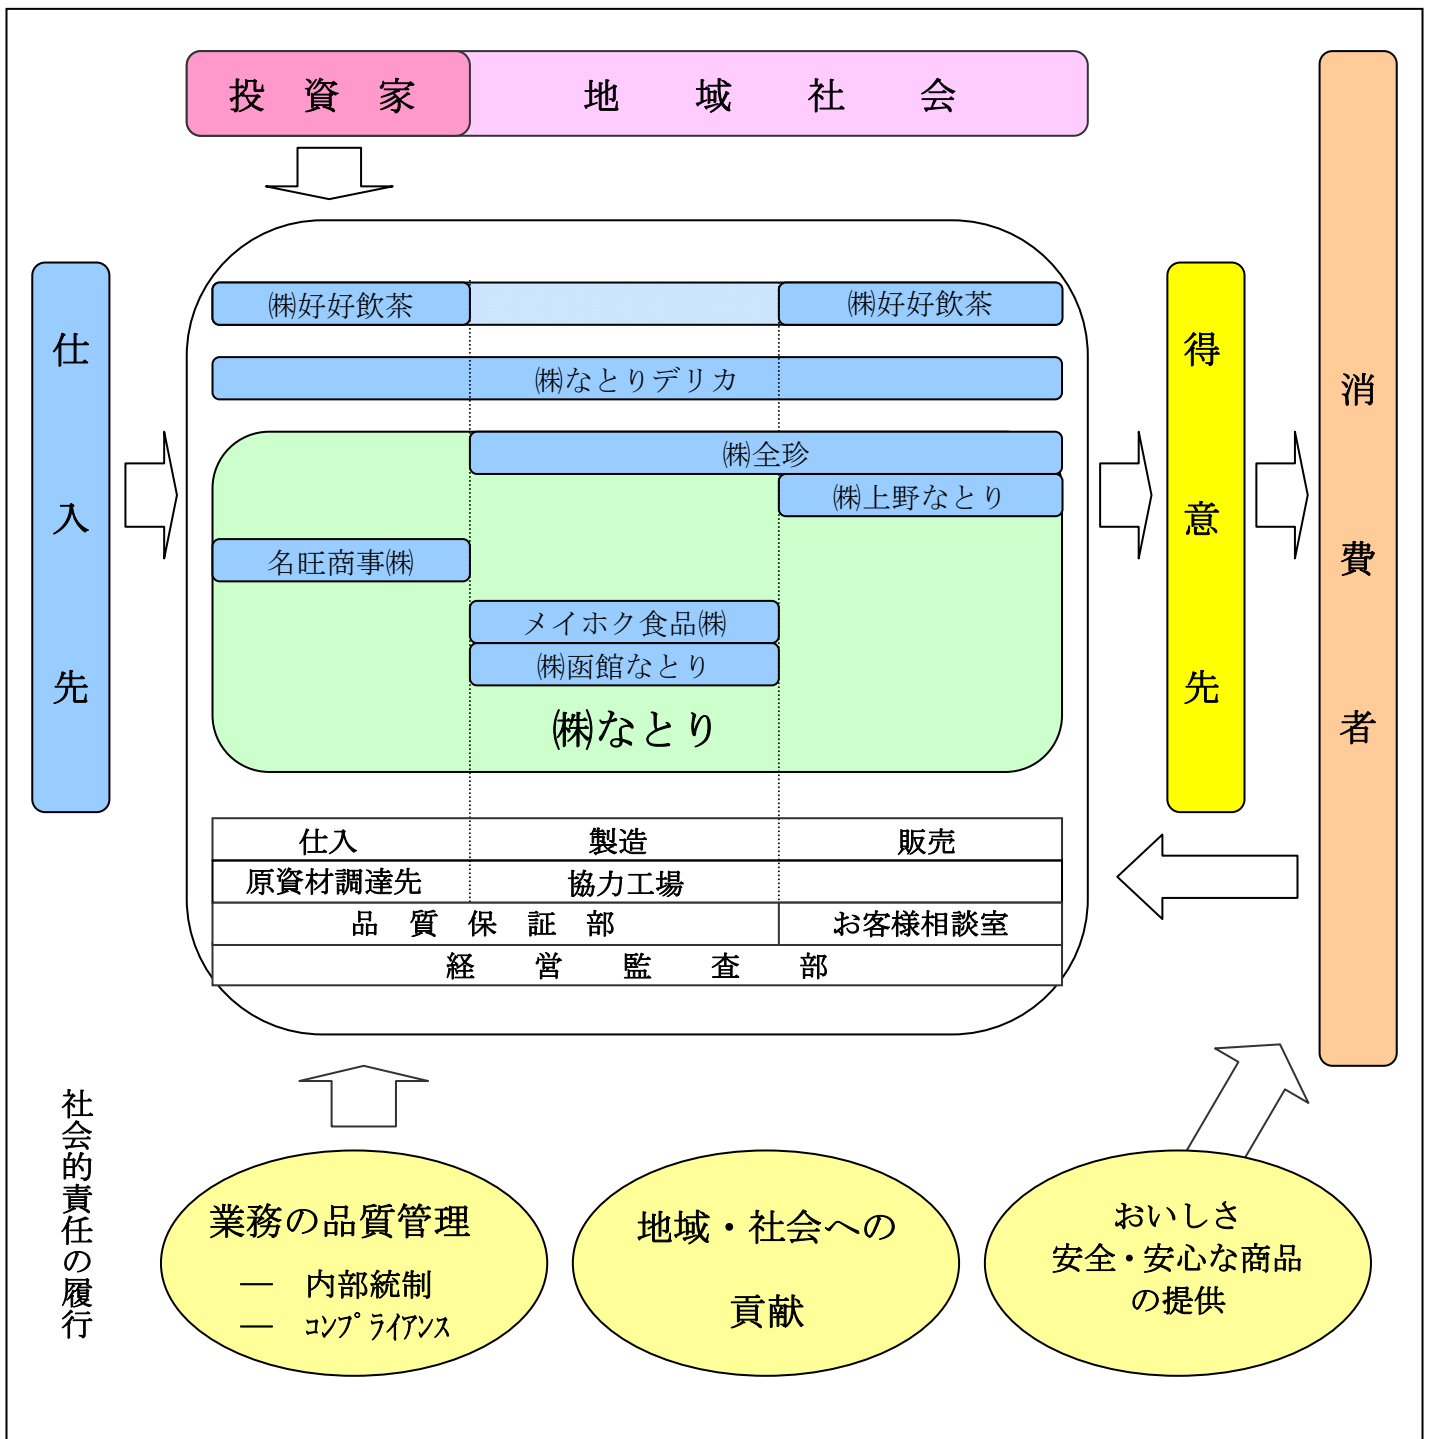 投　資　家
地　域　社　会
仕入先
㈱好好飲茶
㈱好好飲茶
㈱なとりデリカ
㈱全珍
㈱上野なとり
名旺商事㈱
メイホク食品㈱
㈱函館なとり
㈱なとり
仕入
製造
販売
原資材調達先
協力工場
品　質　保　証　部
お客様相談室
経　営　監　査　部
得意先
消費者
社会的責任の履行
業務の品質管理
―　内部統制
―　ｺﾝﾌﾟﾗｲｱﾝｽ
地域・社会への
貢献
おいしさ
安全・安心な商品
の提供